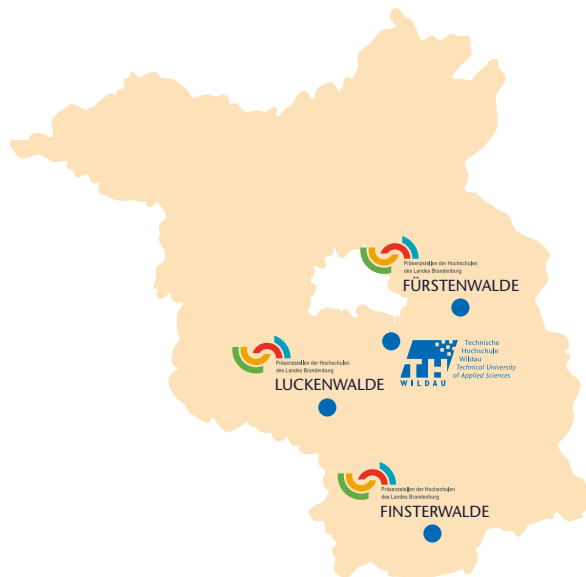 Präsenzstellen der Hochschulen
des Landes Brandenburg
FÜRSTENWALDE
Technische
Hochschule
Wildau
Technical University
of Applied Sciences
TH
WILDAU
Präsenzstellen der Hochschulen
des Landes Brandenburg
LUCKENWALDE
Präsenzstellen der Hochschulen
des Landes Brandenburg
FINSTERWALDE